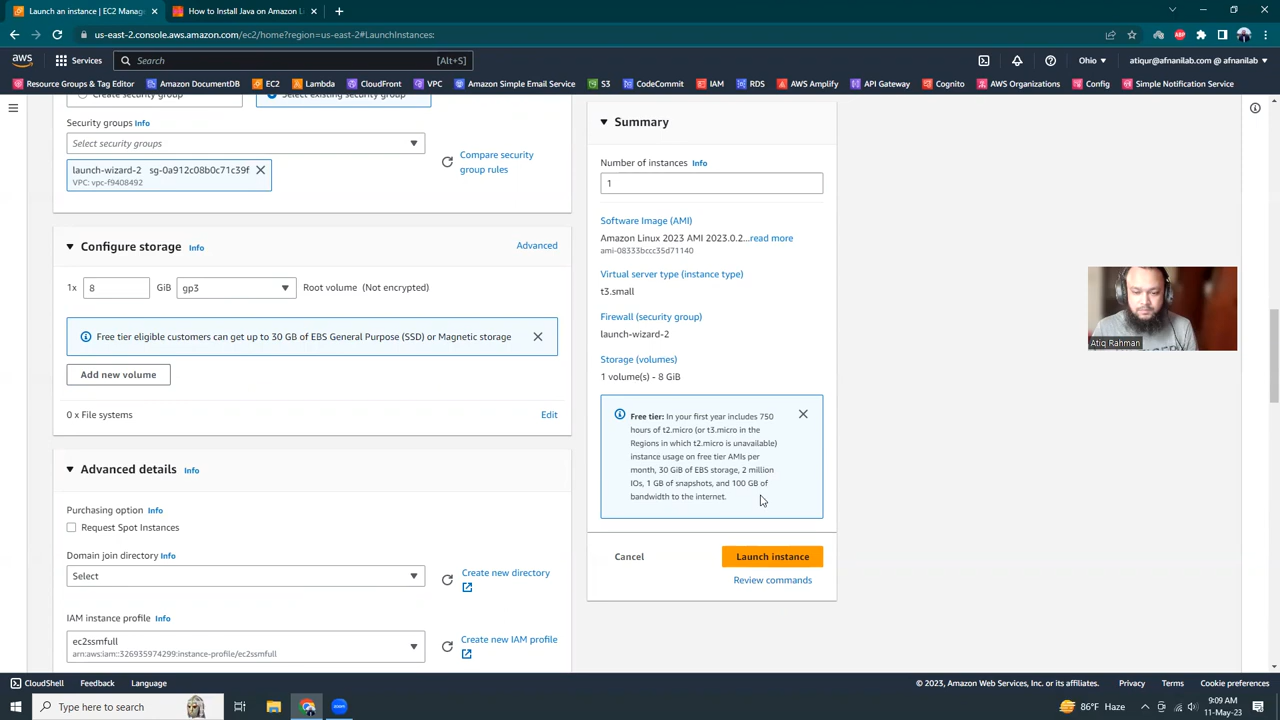 Launch an instance | EC2 Manag
How to Install Java on Amazon Li
us-east-2.console.aws.amazon.com/ec2/home?region=us-east-2#LaunchInstances:
aws
Services
Search
[Alt+S]
Ohio
atiqur@afnanilab.com @ afnanilab
Resource Groups & Tag Editor
Amazon DocumentDB
EC2
Lambda
CloudFront
VPC
Amazon Simple Email Service
S3
CodeCommit
IAM
RDS
AWS Amplify
API Gateway
Cognito
AWS Organizations
Config
Simple Notification Service
Create security group
Select existing security group
Security groups Info
Select security groups
launch-wizard-2 sg-0a912c08b0c71c39f
VPC: vpc-f9408492
Compare security
group rules
Configure storage Info
Advanced
1x 8 GiB gp3 Root volume (Not encrypted)
Free tier eligible customers can get up to 30 GB of EBS General Purpose (SSD) or Magnetic storage
Add new volume
0 x File systems
Edit
Advanced details Info
Purchasing option Info
Request Spot Instances
Domain join directory Info
Select
Create new directory
IAM instance profile Info
ec2ssmfull
arn:aws:iam::326935974299:instance-profile/ec2ssmfull
Create new IAM profile
Summary
Number of instances Info
1
Software Image (AMI)
Amazon Linux 2023 AMI 2023.0.2...read more
ami-08333bccc35d71140
Virtual server type (instance type)
t3.small
Firewall (security group)
launch-wizard-2
Storage (volumes)
1 volume(s) - 8 GiB
Free tier: In your first year includes 750
hours of t2.micro (or t3.micro in the
Regions in which t2.micro is unavailable)
instance usage on free tier AMIs per
month, 30 GiB of EBS storage, 2 million
IOs, 1 GB of snapshots, and 100 GB of
bandwidth to the internet.
Cancel
Launch instance
Review commands
Atiq Rahman
CloudShell
Feedback
Language
© 2023, Amazon Web Services, Inc. or its affiliates.
Privacy
Terms
Cookie preferences
Type here to search
86°F Haze
9:09 AM
11-May-23